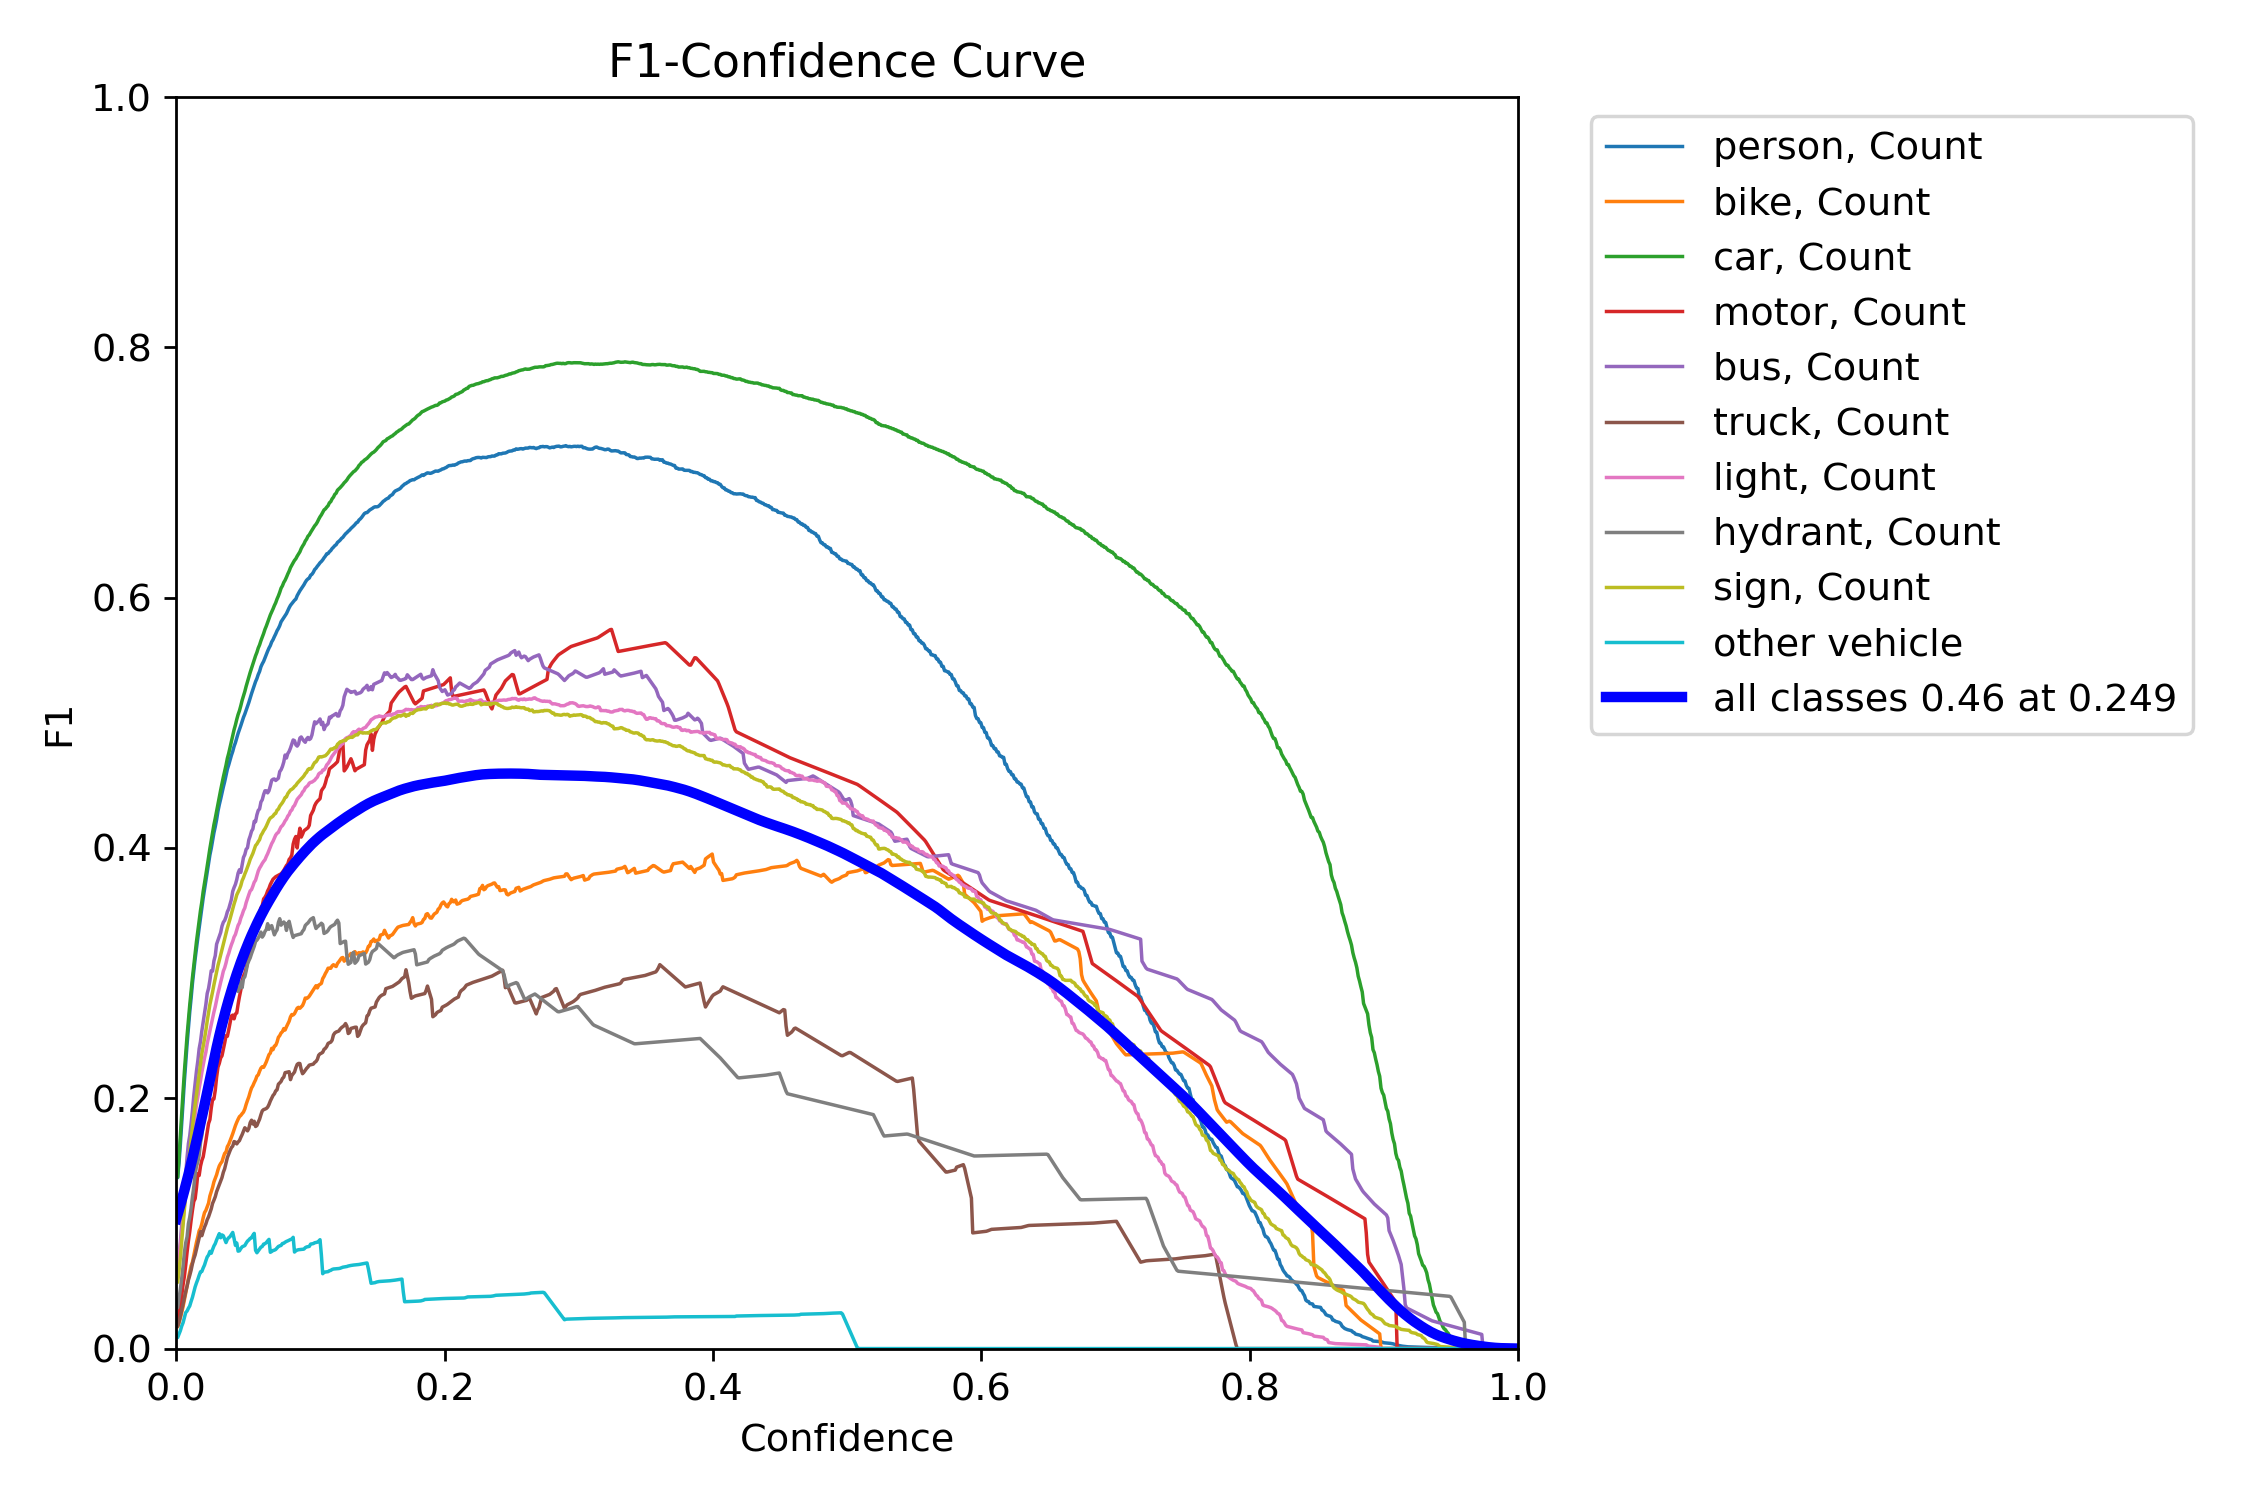 F1-Confidence Curve
1.0
0.8
0.6
0.4
0.2
0.0
F1
0.0 0.2 0.4 0.6 0.8 1.0
Confidence
person, Count
bike, Count
car, Count
motor, Count
bus, Count
truck, Count
light, Count
hydrant, Count
sign, Count
other vehicle
all classes 0.46 at 0.249